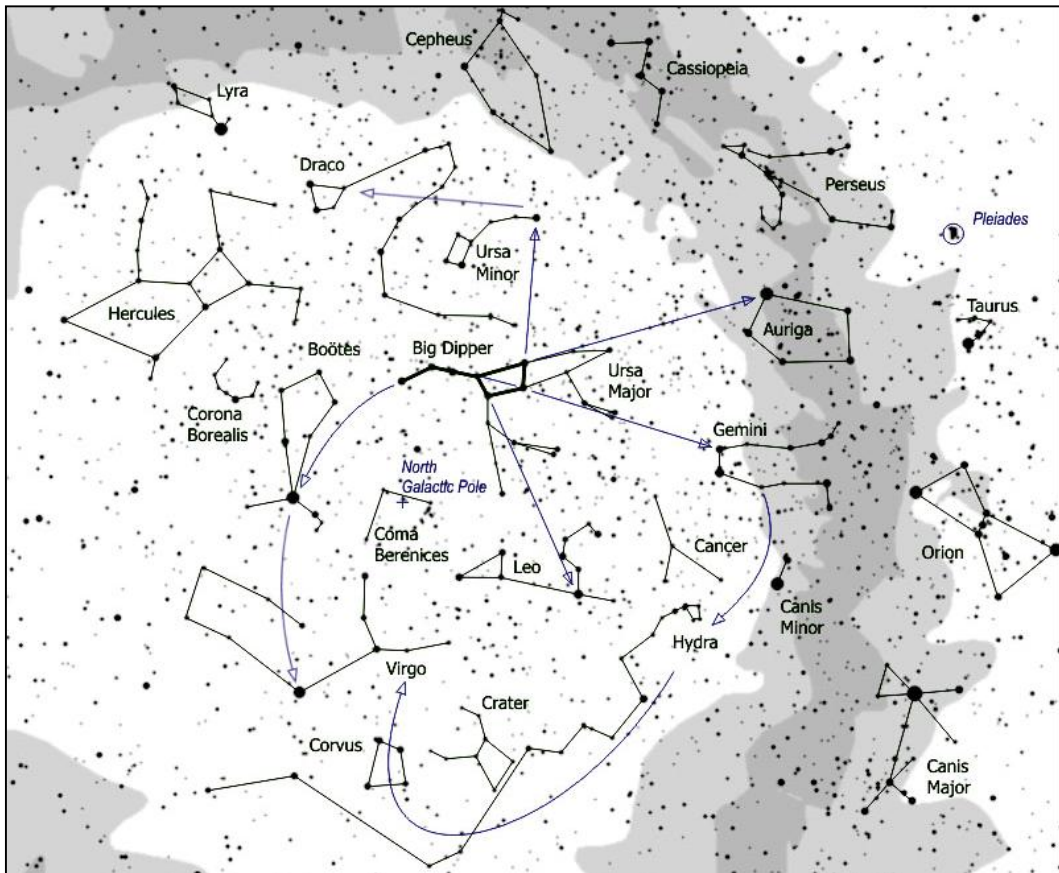 Cepheus
Cassiopeia
Lyra
Draco
Perseus
Pleiades
Ursa
Minor
Hercules
Taurus
Auriga
Boötes
Big Dipper
Ursa
Major
Corona
Borealis
Gemini
North
Galactic Pole
Coma
Berenices
Leo
Cancer
Orion
Canis
Minor
Hydra
Virgo
Crater
Corvus
Canis
Major